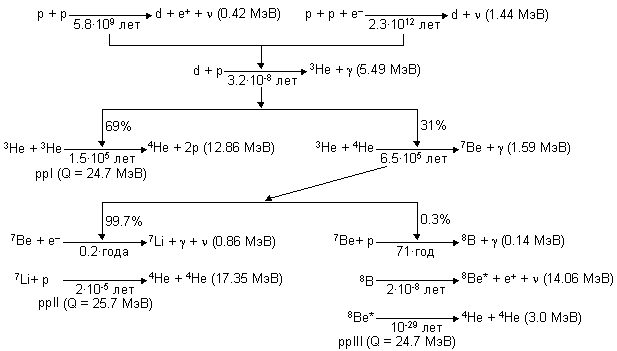 p + p d + e⁺ + ν (0.42 МэВ) p + p + e⁻ d + ν (1.44 МэВ)
5.8·10⁹ лет 2.3·10¹² лет
d + p ³He + γ (5.49 МэВ)
3.2·10⁻⁸ лет
69% 31%
³He + ³He ⁴He + 2p (12.86 МэВ) ³He + ⁴He ⁷Be + γ (1.59 МэВ)
1.5·10⁵ лет 6.5·10⁵ лет
ppI (Q = 24.7 МэВ)
99.7% 0.3%
⁷Be + e⁻ ⁷Li + γ + ν (0.86 МэВ) ⁷Be+ p ⁸B + γ (0.14 МэВ)
0.2·года 71·год
⁷Li+ p ⁴He + ⁴He (17.35 МэВ) ⁸B ⁸Be* + e⁺ + ν (14.06 МэВ)
2·10⁻⁵ лет 2·10⁻⁸ лет
ppII (Q = 25.7 МэВ)
⁸Be* ⁴He + ⁴He (3.0 МэВ)
10⁻²⁹ лет
ppIII (Q = 24.7 МэВ)